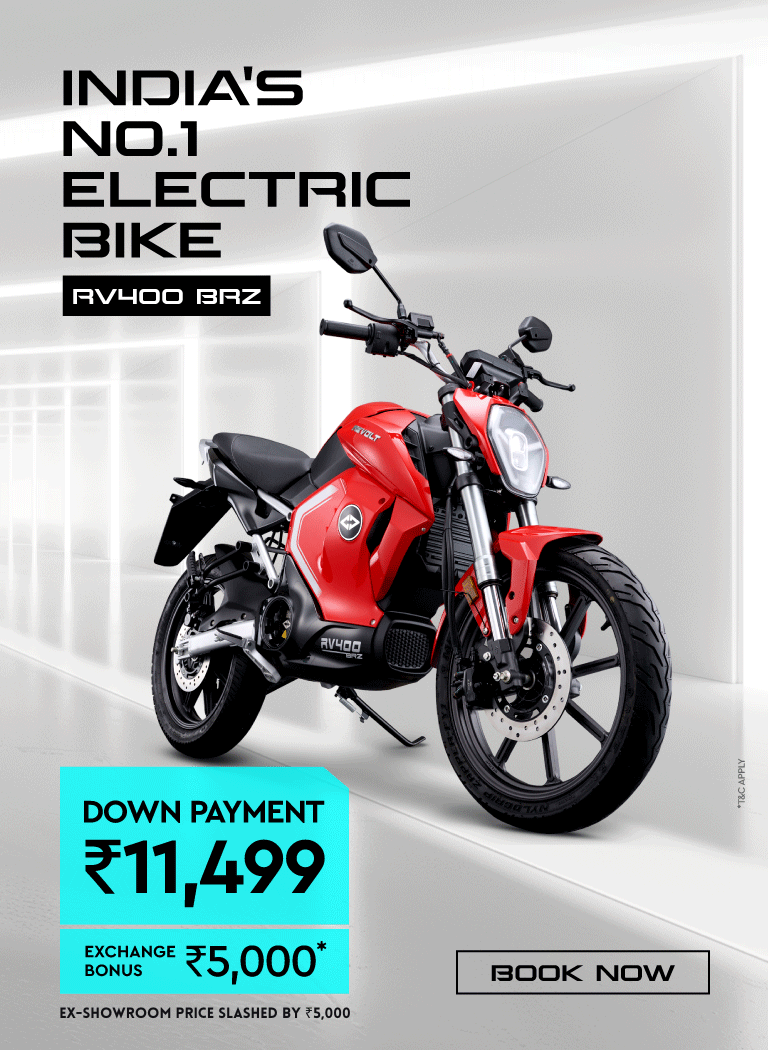 INDIA'S
NO.1
ELECTRIC
BIKE
RV400 BRZ
REVOLT
RV400
BRZ
*T&C APPLY
DOWN PAYMENT
₹11,499
EXCHANGE
BONUS
₹5,000*
EX-SHOWROOM PRICE SLASHED BY ₹5,000
BOOK NOW